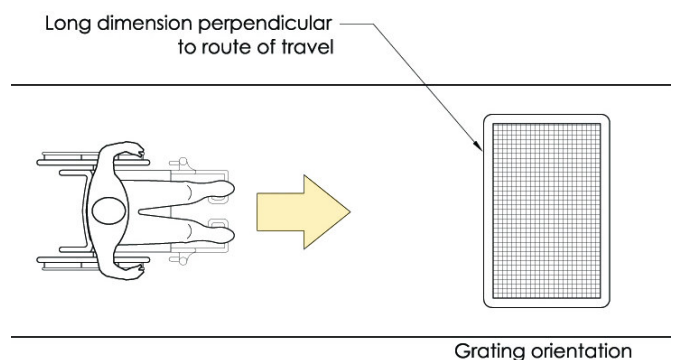 Long dimension perpendicular
to route of travel
Grating orientation